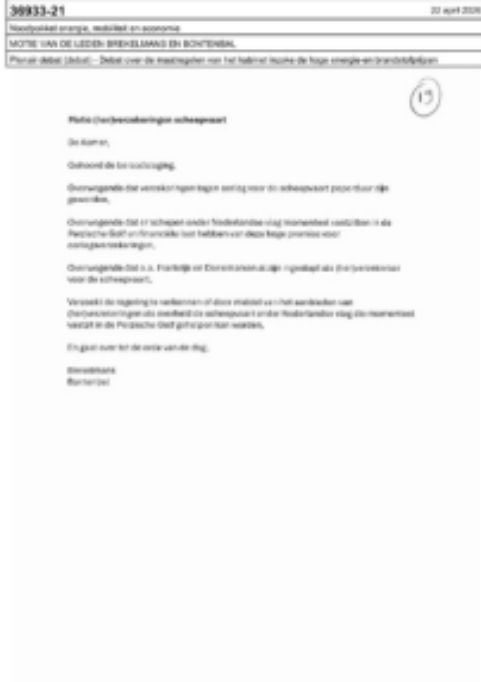 36933-21 22 april 2026
Noodpakket energie, mobiliteit en economie
MOTIE VAN DE LEDEN BREKELMANS EN BONTENBAL
Plenair debat (debat) - Debat over de maatregelen van het kabinet inzake de hoge energie-en brandstofprijzen
19
Motie (her)verzekeringen scheepvaart
De Kamer,
Gehoord de beraadslaging,
Overwegende dat verzekeringen tegen oorlog voor de scheepvaart peperduur zijn
geworden,
Overwegende dat er schepen onder Nederlandse vlag momenteel vastzitten in de
Perzische Golf en financiële last hebben van deze hoge premies voor
oorlogsverzekeringen,
Overwegende dat o.a. Frankrijk en Denemarken al zijn ingestapt als (her)verzekeraar
voor de scheepvaart,
Verzoekt de regering te verkennen of door middel van het aanbieden van
(her)verzekeringen als overheid de scheepvaart onder Nederlandse vlag die momenteel
vastzit in de Perzische Golf geholpen kan worden,
En gaat over tot de orde van de dag,
Brekelmans
Bontenbal